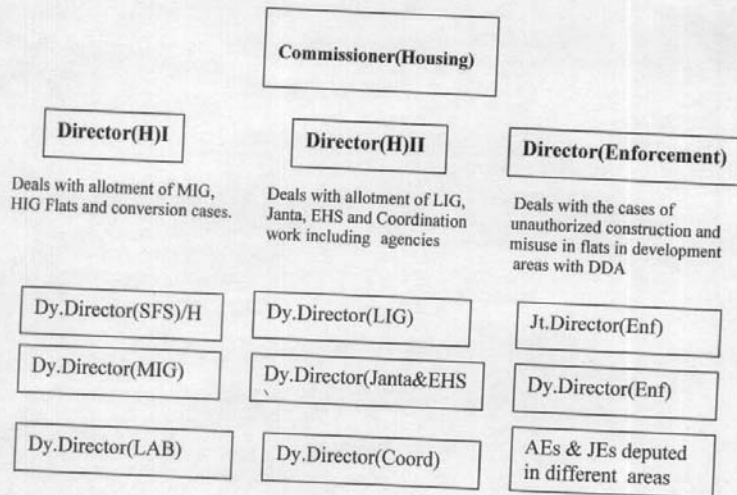 Commissioner(Housing)
Director(H)I
Deals with allotment of MIG,
HIG Flats and conversion cases.
Dy.Director(SFS)/H
Dy.Director(MIG)
Dy.Director(LAB)
Director(H)II
Deals with allotment of LIG,
Janta, EHS and Coordination
work including agencies
Dy.Director(LIG)
Dy.Director(Janta&EHS
Dy.Director(Coord)
Director(Enforcement)
Deals with the cases of
unauthorized construction and
misuse in flats in development
areas with DDA
Jt.Director(Enf)
Dy.Director(Enf)
AEs & JEs deputed
in different areas